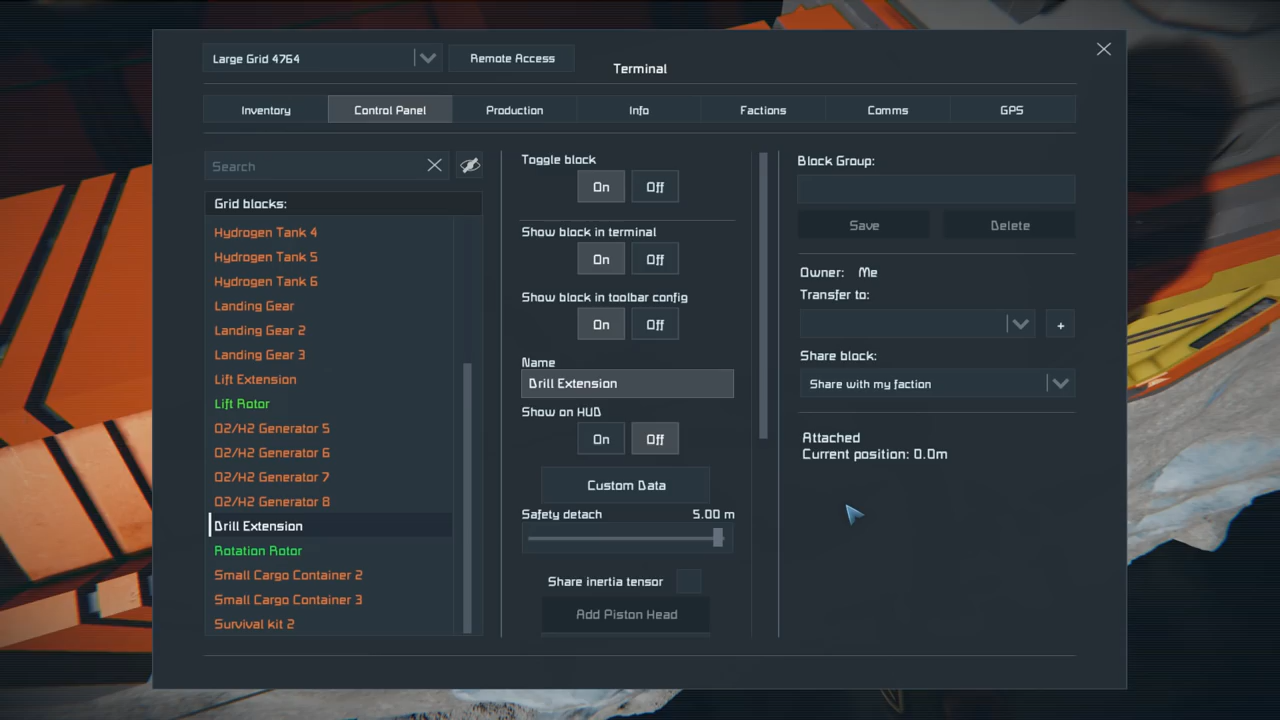 Large Grid 4764
Remote Access
Terminal
Inventory
Control Panel
Production
Info
Factions
Comms
GPS
Search
Grid blocks:
Hydrogen Tank 4
Hydrogen Tank 5
Hydrogen Tank 6
Landing Gear
Landing Gear 2
Landing Gear 3
Lift Extension
Lift Rotor
O2/H2 Generator 5
O2/H2 Generator 6
O2/H2 Generator 7
O2/H2 Generator 8
Drill Extension
Rotation Rotor
Small Cargo Container 2
Small Cargo Container 3
Survival kit 2
Toggle block
On Off
Show block in terminal
On Off
Show block in toolbar config
On Off
Name
Drill Extension
Show on HUD
On Off
Custom Data
Safety detach 5.00 m
Share inertia tensor
Add Piston Head
Block Group:
Save Delete
Owner: Me
Transfer to:
+
Share block:
Share with my faction
Attached
Current position: 0.0m